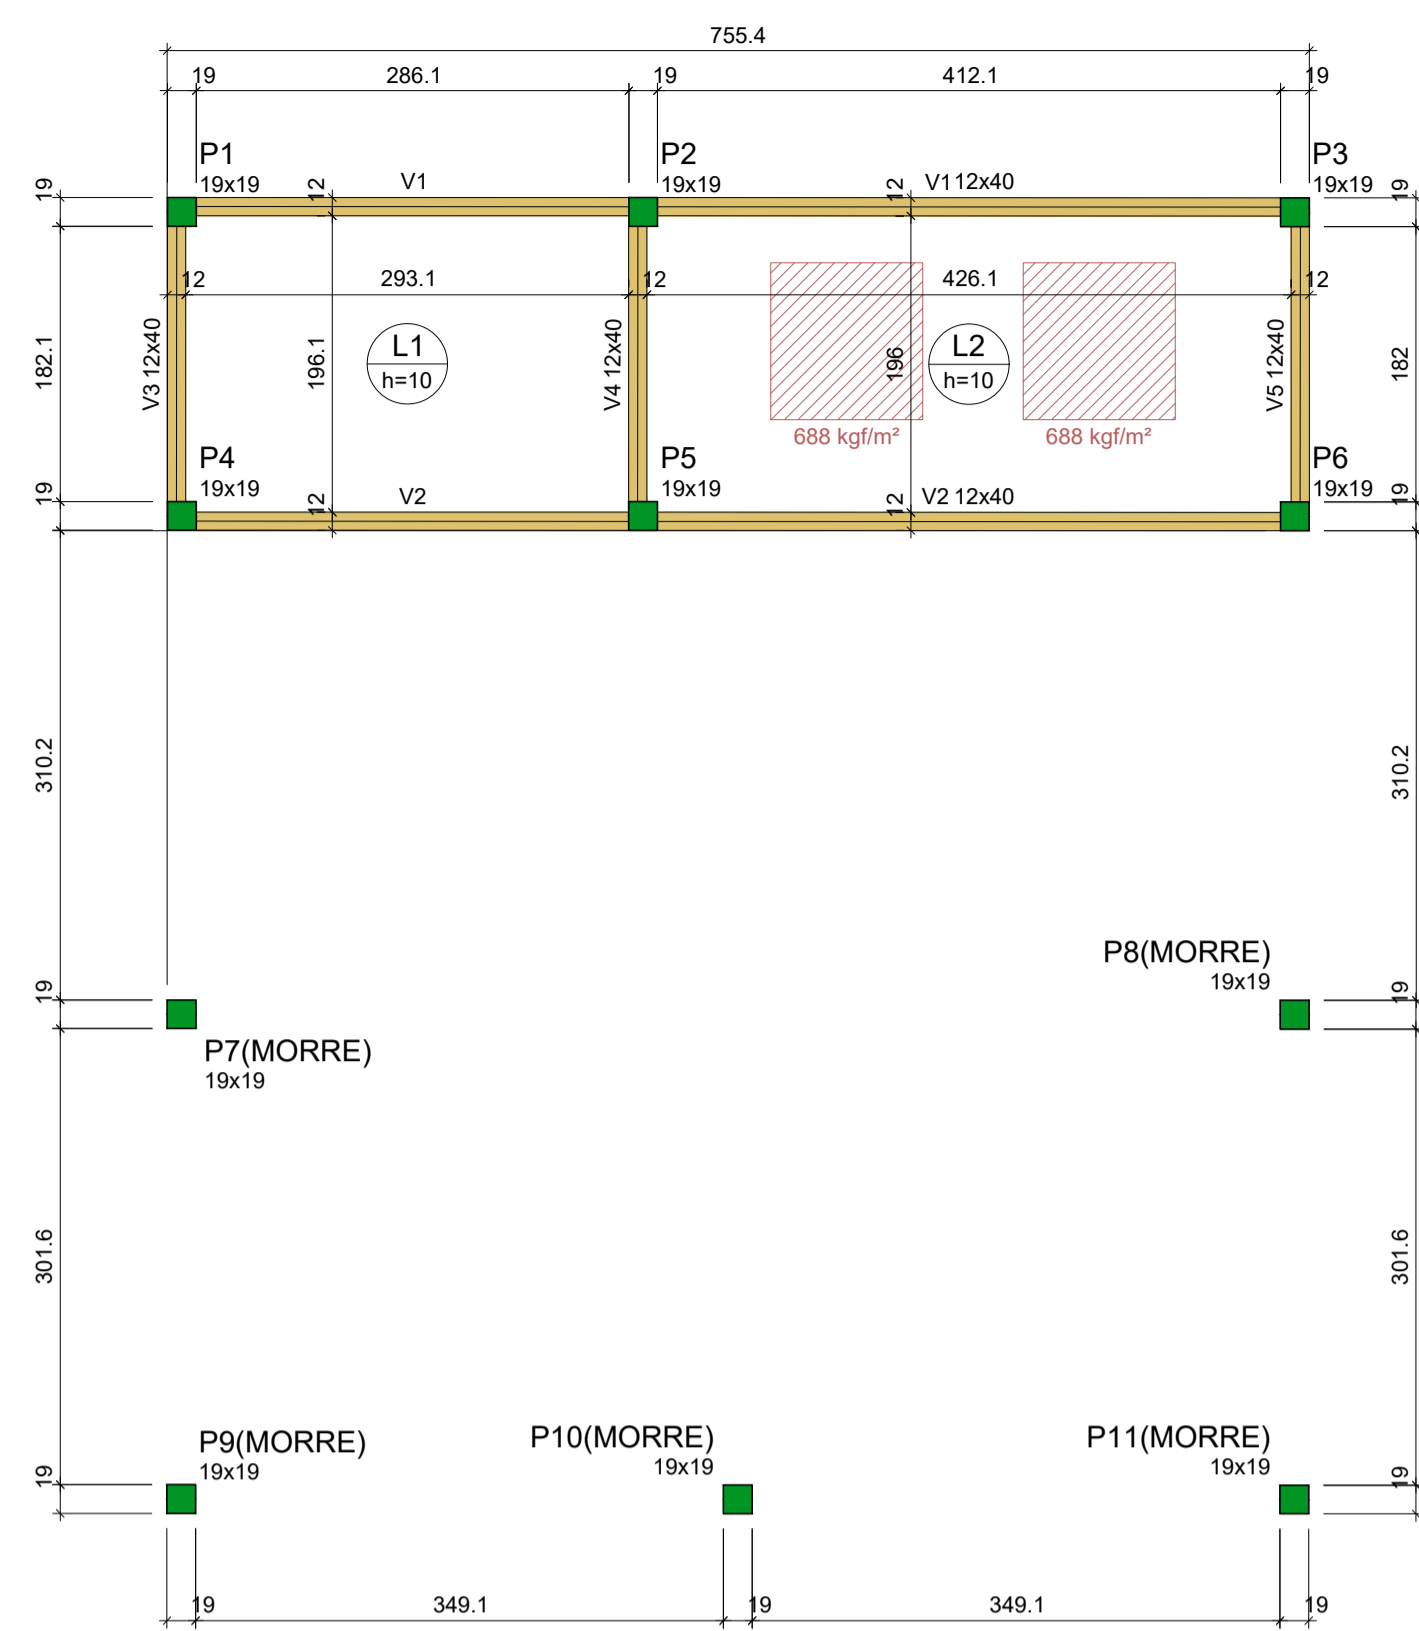 755.4
19 286.1 19 412.1 19
P1 P2 P3
19x19 19x19 19x19
19 12 V1 12 V1 12x40 19
12 293.1 12 426.1 12
182.1 V3 12x40 196.1 L1 V4 12x40 196 L2 V5 12x40 182
h=10 h=10
688 kgf/m² 688 kgf/m²
P4 P5 P6
19x19 19x19 19x19
19 12 V2 12 V2 12x40 19
310.2 310.2
P8(MORRE)
19 19x19 19
P7(MORRE)
19x19
301.6 301.6
P9(MORRE) P10(MORRE) P11(MORRE)
19x19 19x19 19x19
19 19
19 349.1 19 349.1 19